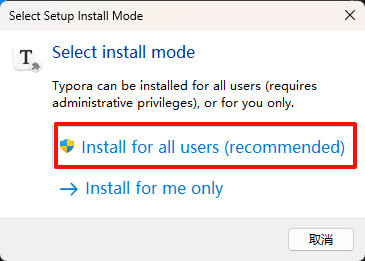 Select Setup Install Mode
T
Select install mode
Typora can be installed for all users (requires
administrative privileges), or for you only.
Install for all users (recommended)
Install for me only
取消